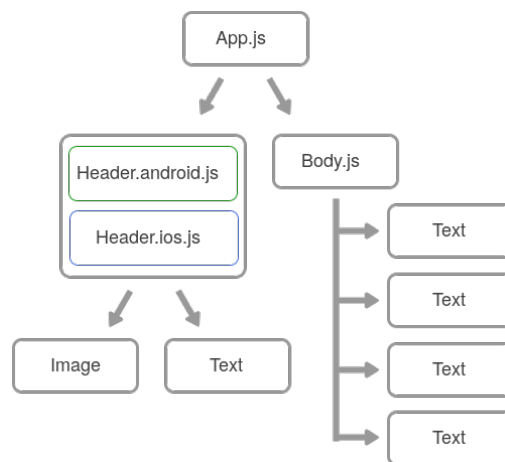 App.js
Header.android.js
Header.ios.js
Body.js
Text
Text
Text
Text
Image
Text